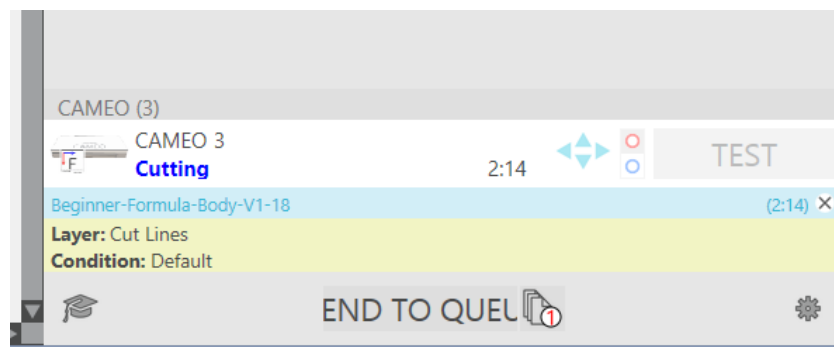 CAMEO (3)
CAMEO 3
F
Cutting 2:14 TEST
Beginner-Formula-Body-V1-18 (2:14)
Layer: Cut Lines
Condition: Default
END TO QUEU 1